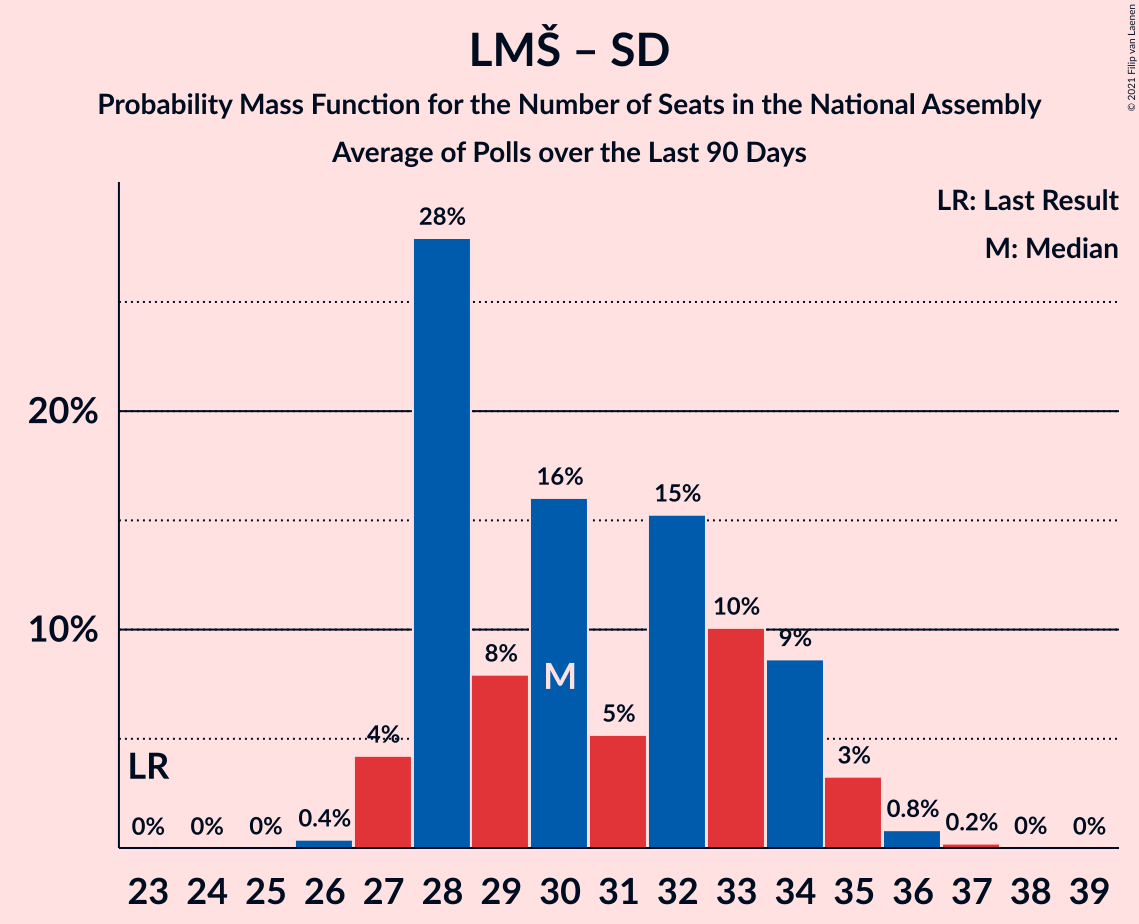 LMŠ – SD
Probability Mass Function for the Number of Seats in the National Assembly
Average of Polls over the Last 90 Days
© 2021 Filip van Laenen
LR: Last Result
M: Median
20%
10%
LR
M
0% 0% 0% 0.4% 4% 28% 8% 16% 5% 15% 10% 9% 3% 0.8% 0.2% 0% 0%
23 24 25 26 27 28 29 30 31 32 33 34 35 36 37 38 39